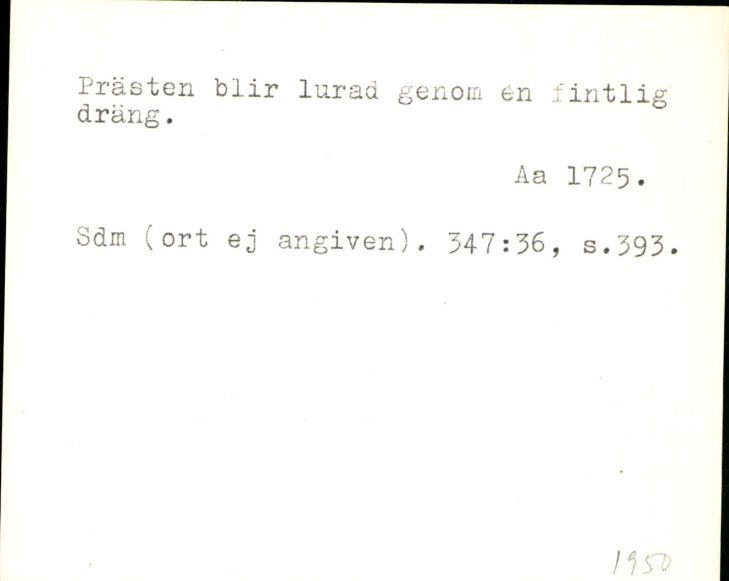 Prästen blir lurad genom en fintlig
dräng.
Aa 1725.
Sdm (ort ej angiven). 347:36, s.393.
1950